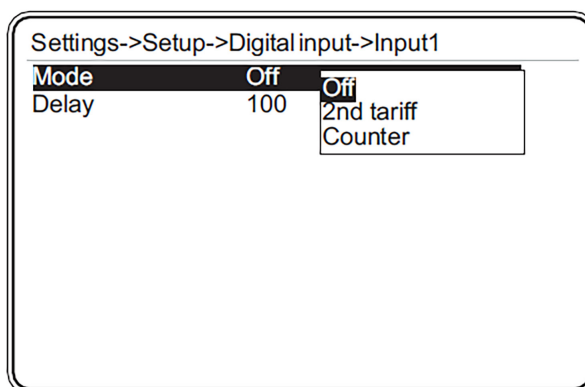 Settings->Setup->Digital input->Input1
Mode Off Off
Delay 100 2nd tariff
Counter